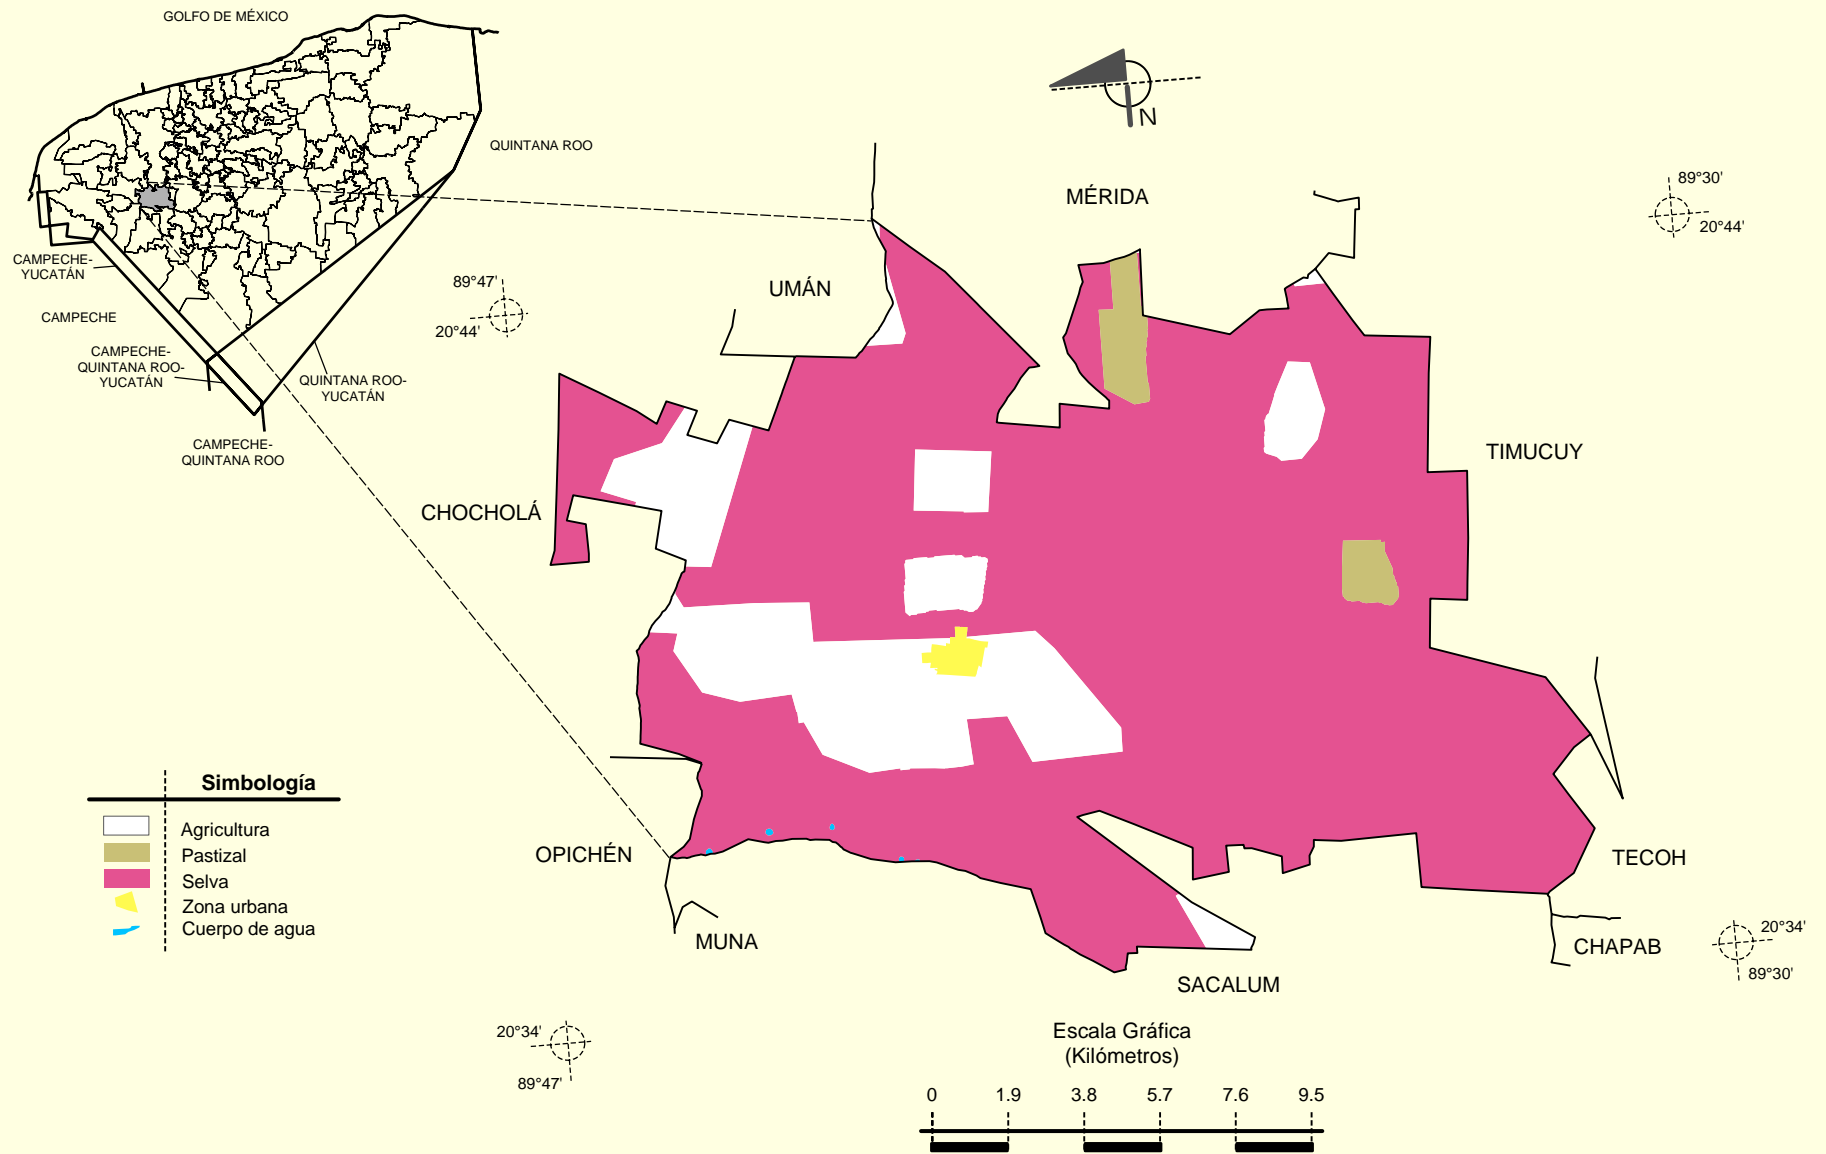 GOLFO DE MÉXICO
QUINTANA ROO
CAMPECHE-
YUCATÁN
CAMPECHE
CAMPECHE-
QUINTANA ROO-
YUCATÁN
QUINTANA ROO-
YUCATÁN
CAMPECHE-
QUINTANA ROO
N
89°30'
20°44'
89°47'
20°44'
MÉRIDA
UMÁN
TIMUCUY
CHOCHOLÁ
OPICHÉN
TECOH
MUNA
CHAPAB
SACALUM
20°34'
89°30'
20°34'
89°47'
Simbología
Agricultura
Pastizal
Selva
Zona urbana
Cuerpo de agua
Escala Gráfica
(Kilómetros)
0 1.9 3.8 5.7 7.6 9.5